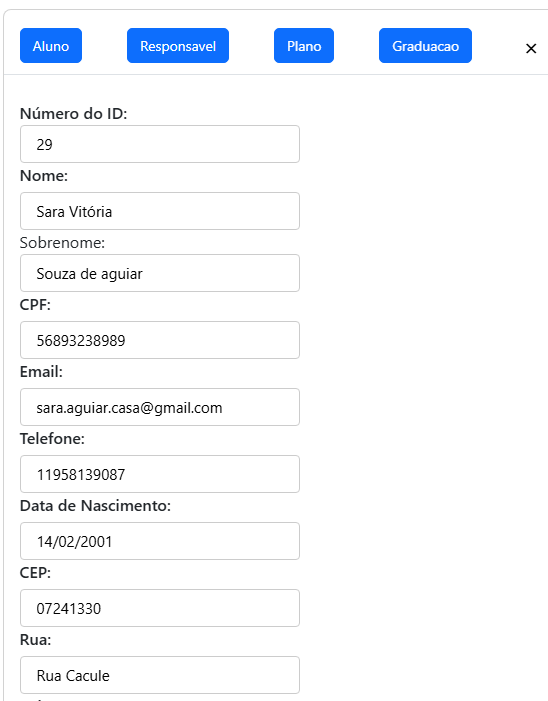 Aluno Responsavel Plano Graduacao ×
Número do ID:
29
Nome:
Sara Vitória
Sobrenome:
Souza de aguiar
CPF:
56893238989
Email:
sara.aguiar.casa@gmail.com
Telefone:
11958139087
Data de Nascimento:
14/02/2001
CEP:
07241330
Rua:
Rua Cacule